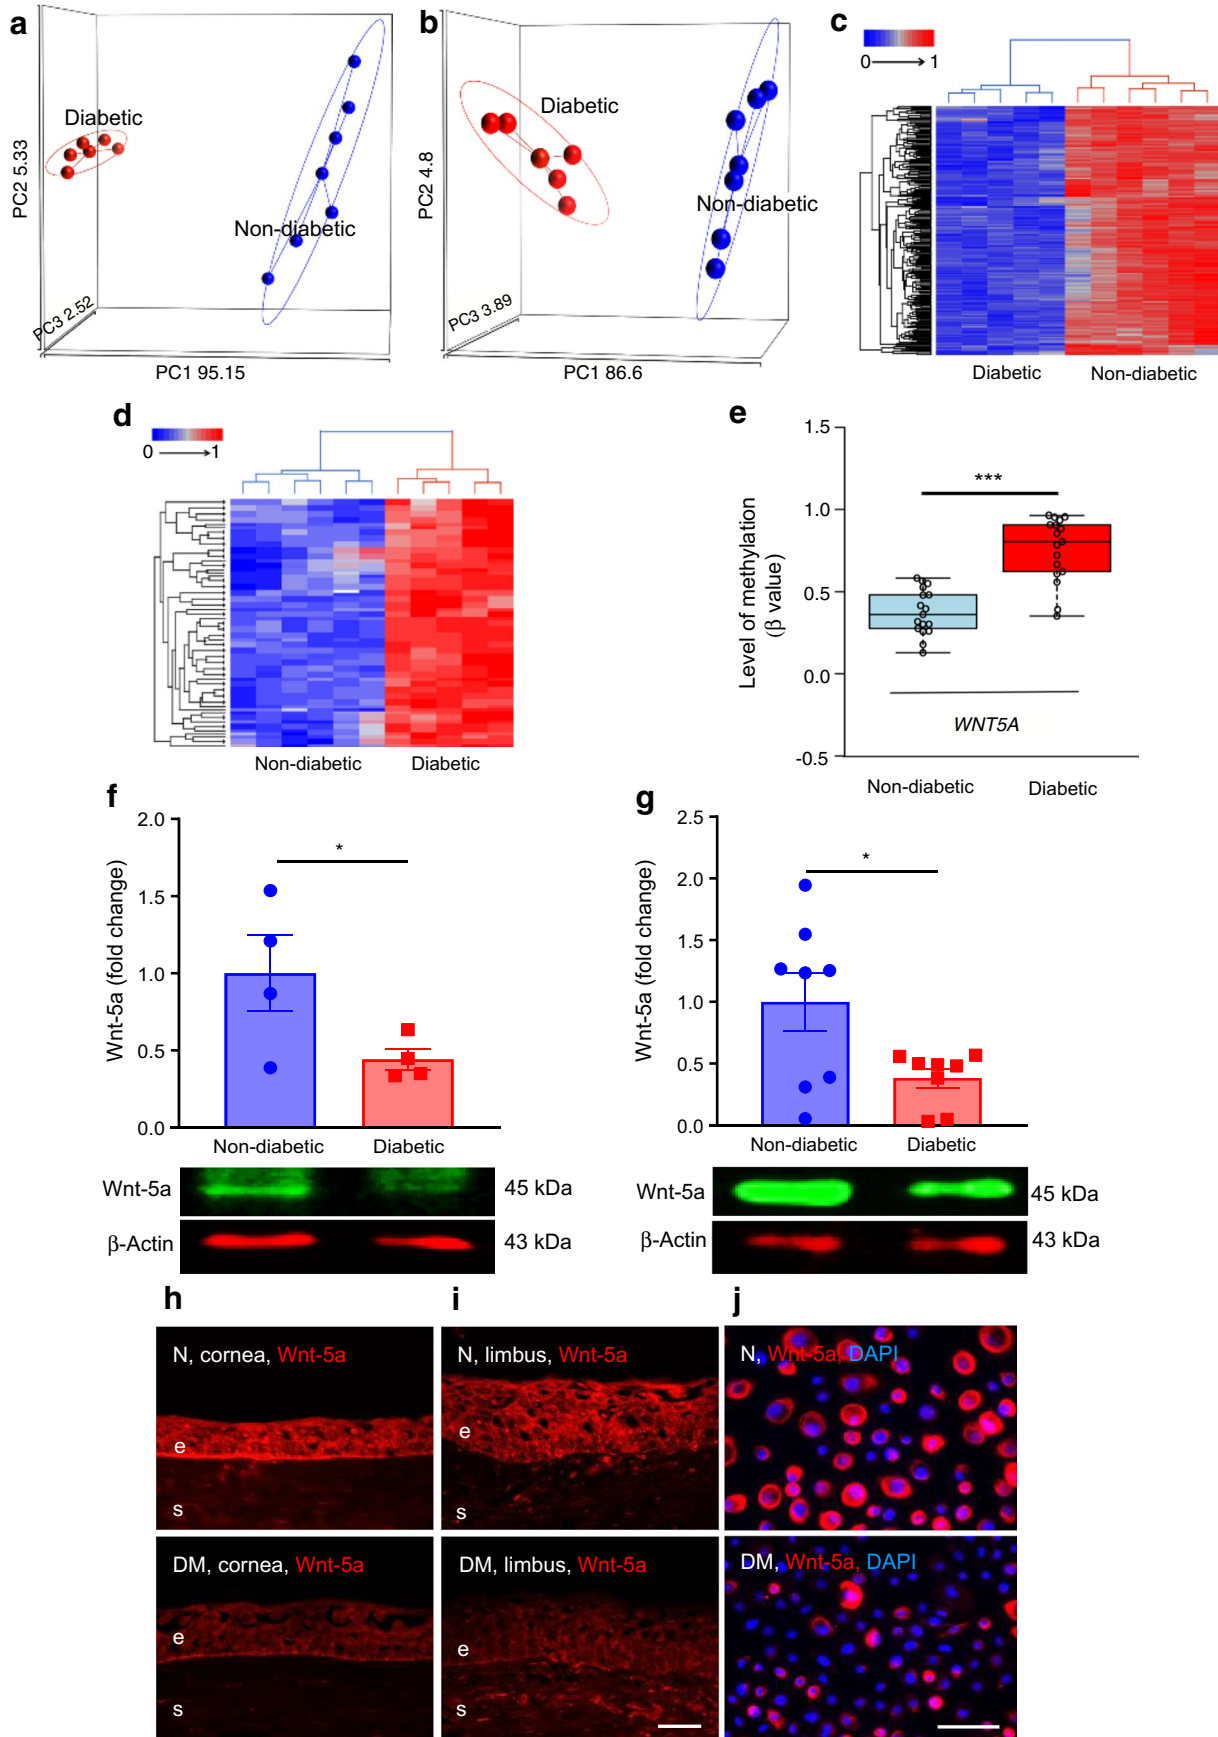 a
Diabetic
Non-diabetic
PC2 5.33
PC3 2.52
PC1 95.15
b
Diabetic
Non-diabetic
PC2 4.8
PC3 3.89
PC1 86.6
c
0 1
Diabetic Non-diabetic
d
0 1
Non-diabetic Diabetic
e
Level of methylation
(β value)
1.5
1.0
0.5
0.0
-0.5
***
WNT5A
Non-diabetic Diabetic
f
Wnt-5a (fold change)
2.0
1.5
1.0
0.5
0.0
*
Non-diabetic Diabetic
Wnt-5a 45 kDa
β-Actin 43 kDa
g
Wnt-5a (fold change)
2.5
2.0
1.5
1.0
0.5
0.0
*
Non-diabetic Diabetic
Wnt-5a 45 kDa
β-Actin 43 kDa
h
N, cornea, Wnt-5a
e
s
DM, cornea, Wnt-5a
e
s
i
N, limbus, Wnt-5a
e
s
DM, limbus, Wnt-5a
e
s
j
N, Wnt-5a, DAPI
DM, Wnt-5a, DAPI